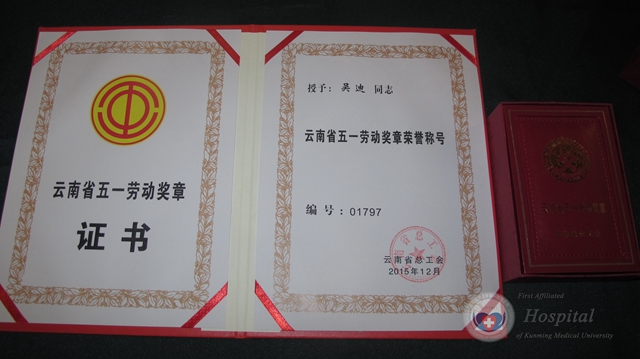 云南省五一劳动奖章
证书
授予：吴迪 同志
云南省五一劳动奖章荣誉称号
编号：01797
云南省总工会
2015年12月
First Affiliated
Hospital
of Kunming Medical University